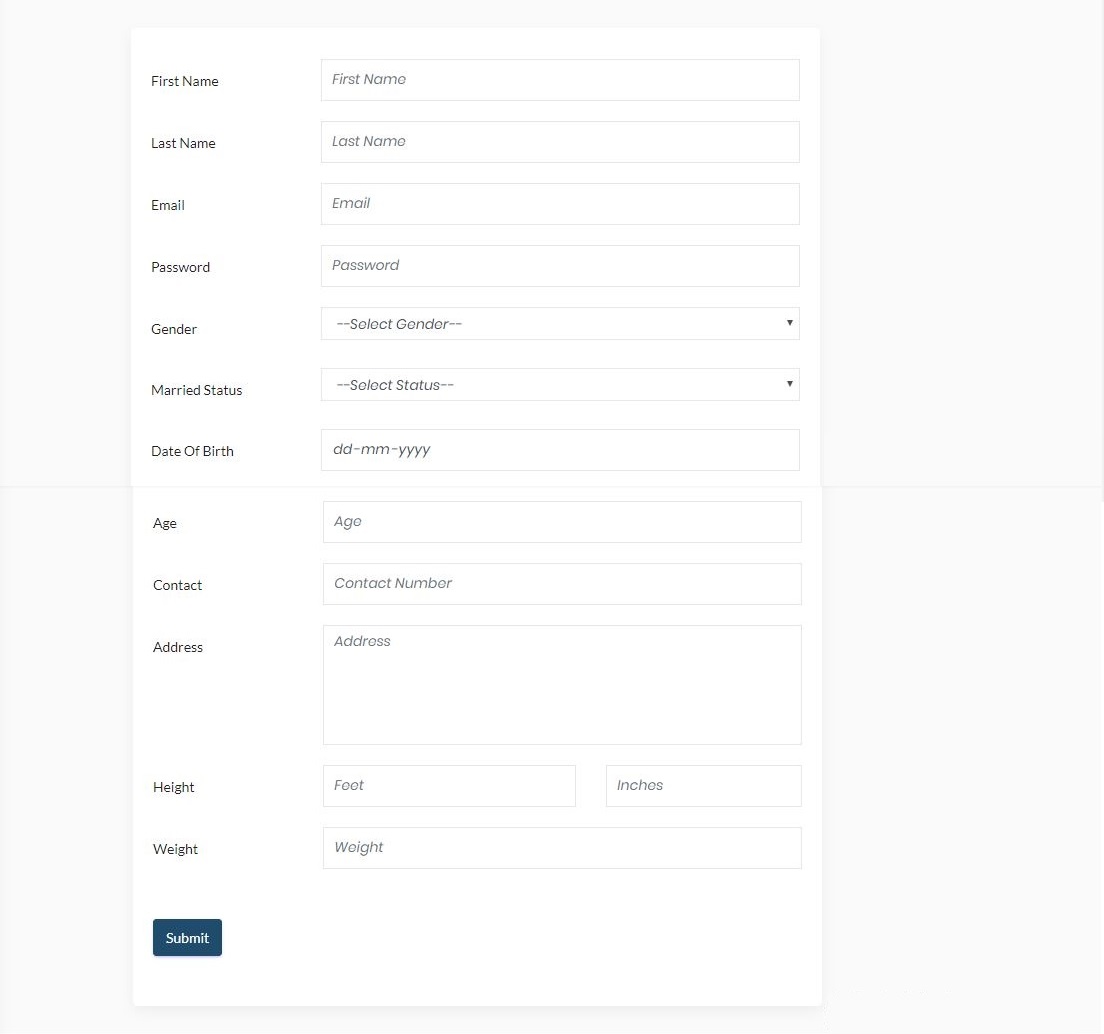 First Name First Name
Last Name Last Name
Email Email
Password Password
Gender --Select Gender--
Married Status --Select Status--
Date Of Birth dd-mm-yyyy
Age Age
Contact Contact Number
Address Address
Height Feet Inches
Weight Weight
Submit